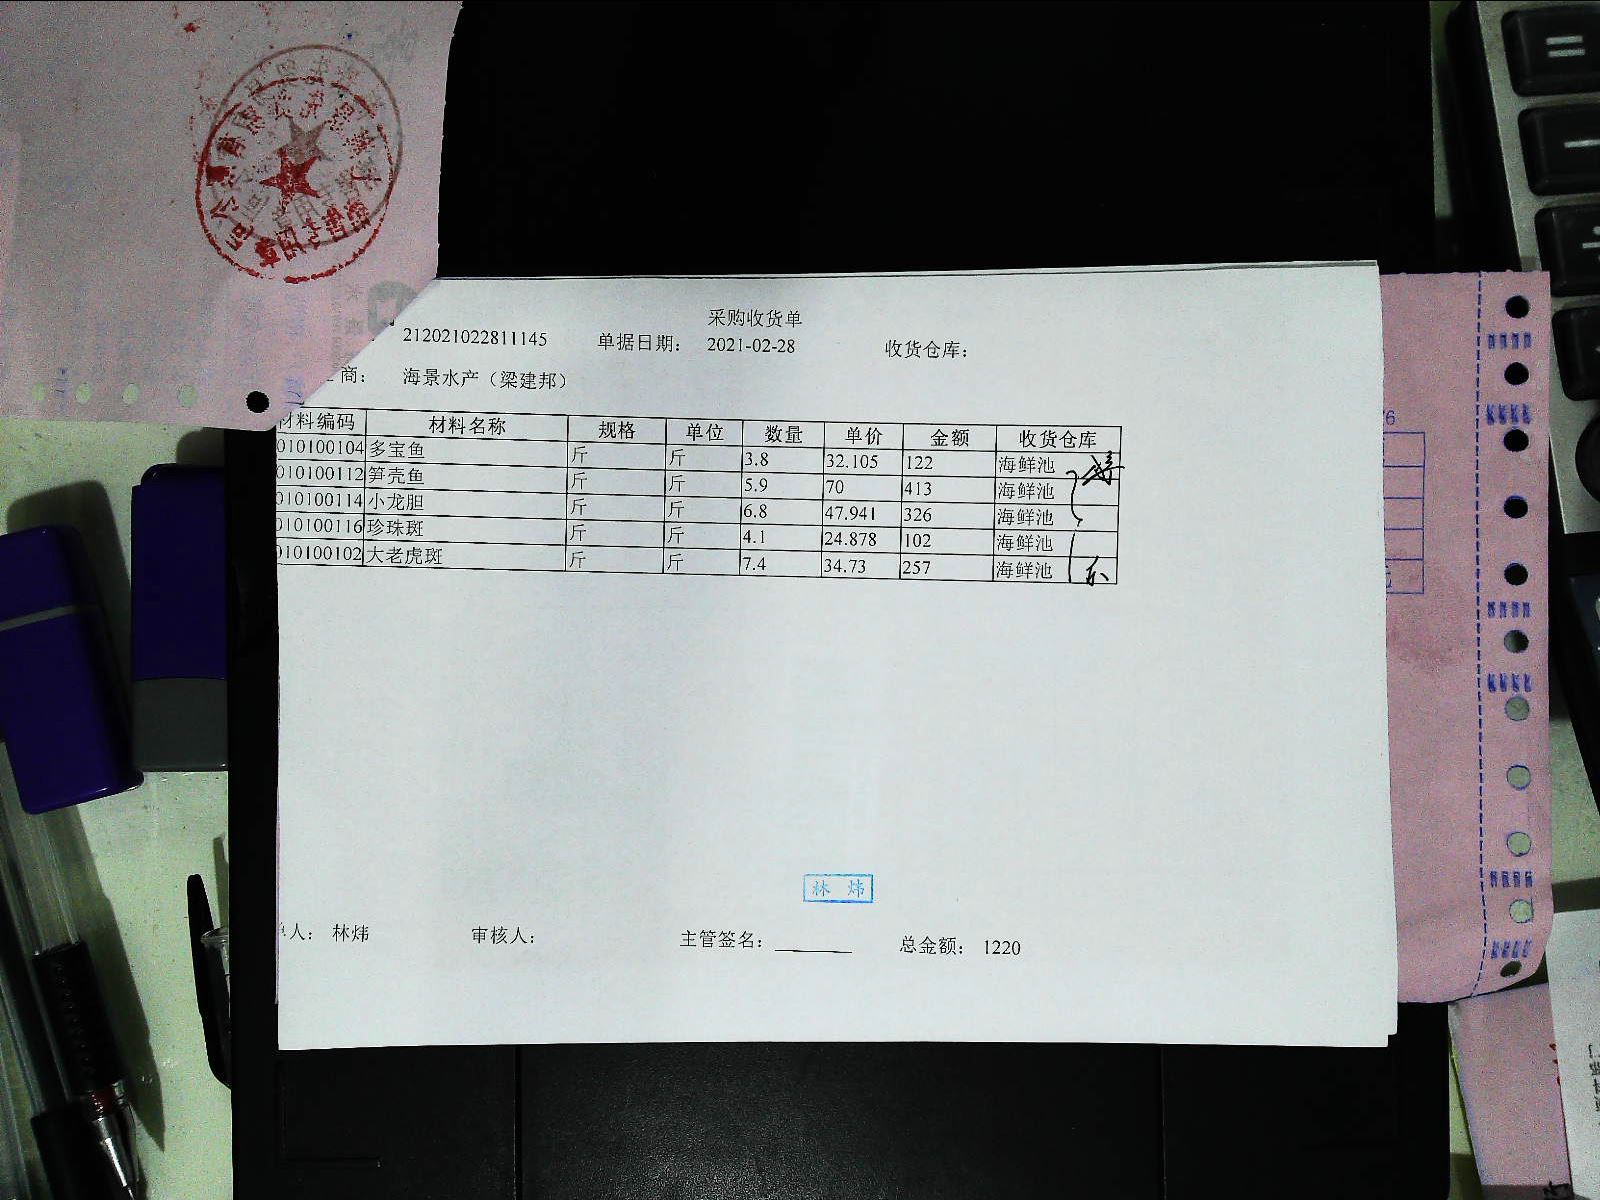 采购收货单
212021022811145 单据日期： 2021-02-28 收货仓库：
商： 海景水产（梁建邦）
材料编码 材料名称 规格 单位 数量 单价 金额 收货仓库
010100104 多宝鱼 斤 斤 3.8 32.105 122 海鲜池
010100112 笋壳鱼 斤 斤 5.9 70 413 海鲜池
010100114 小龙胆 斤 斤 6.8 47.941 326 海鲜池
010100116 珍珠斑 斤 斤 4.1 24.878 102 海鲜池
010100102 大老虎斑 斤 斤 7.4 34.73 257 海鲜池
林 炜
人： 林炜 审核人： 主管签名： 总金额： 1220